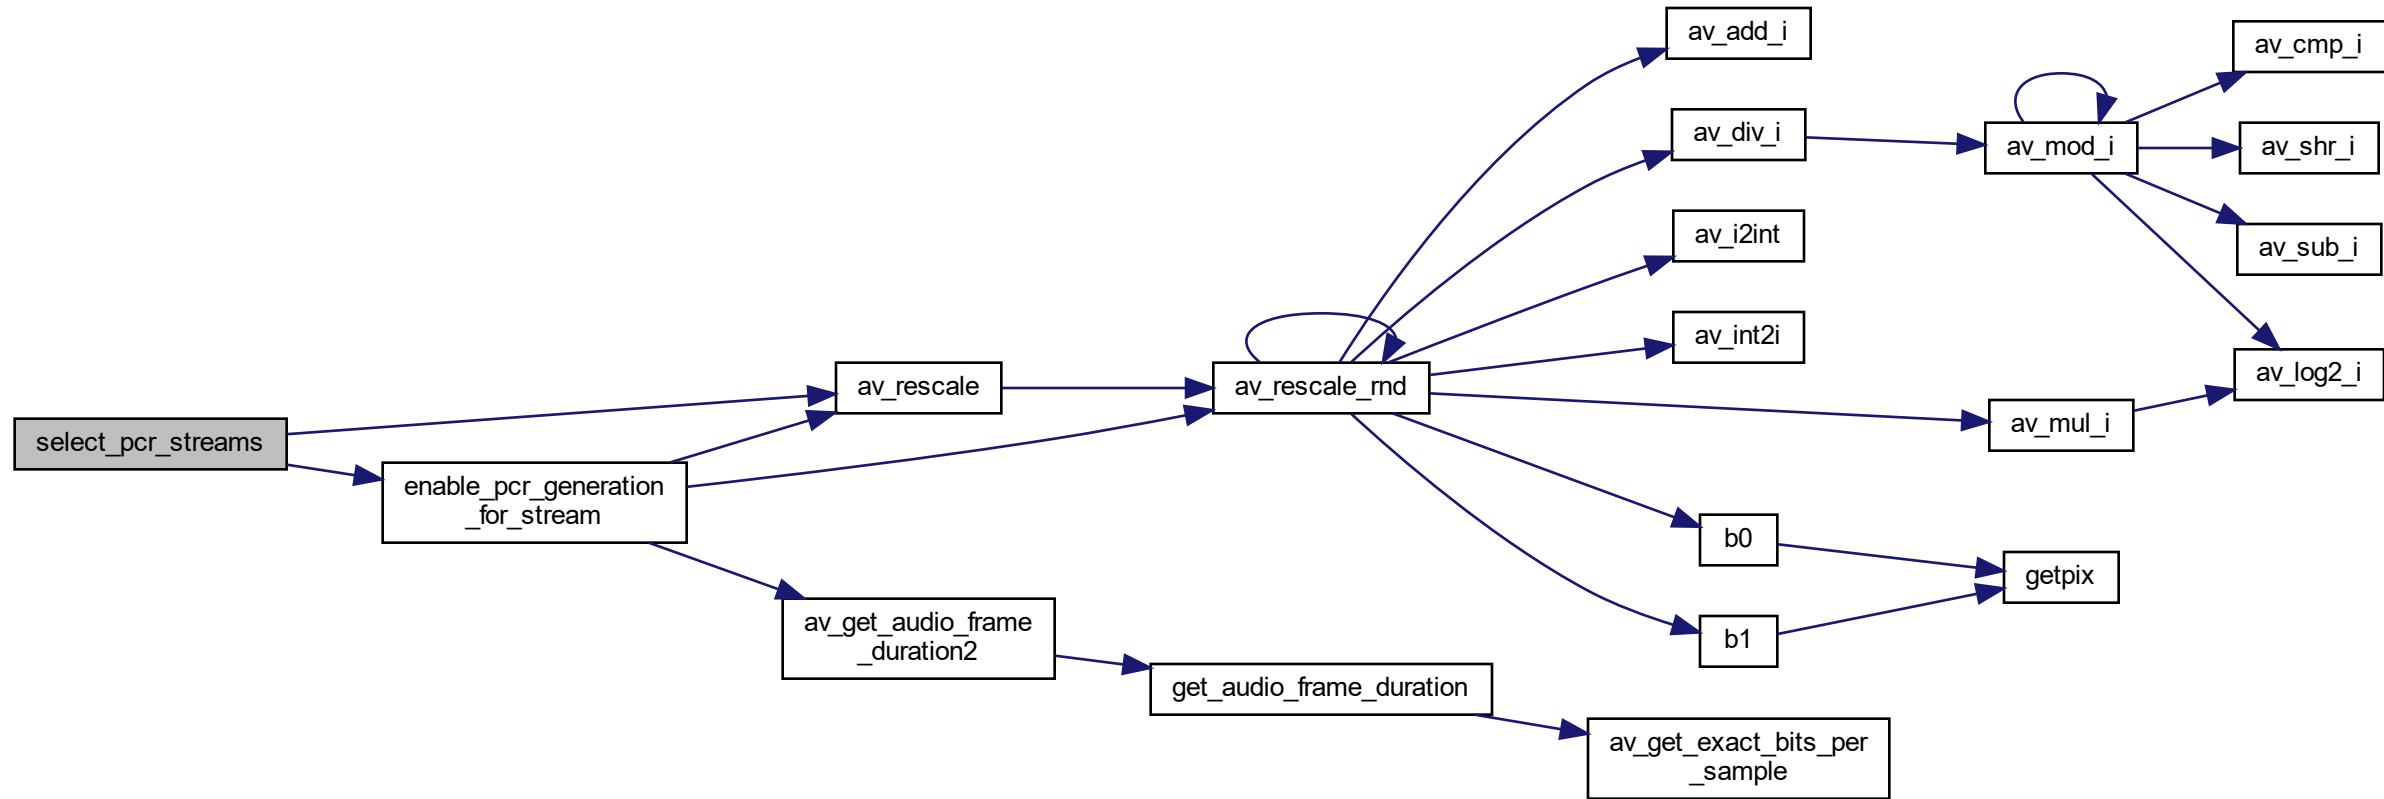 select_pcr_streams
enable_pcr_generation
_for_stream
av_rescale
av_get_audio_frame
_duration2
av_rescale_rnd
get_audio_frame_duration
av_add_i
av_div_i
av_i2int
av_int2i
av_mul_i
b0
b1
av_get_exact_bits_per
_sample
av_mod_i
getpix
av_cmp_i
av_shr_i
av_sub_i
av_log2_i